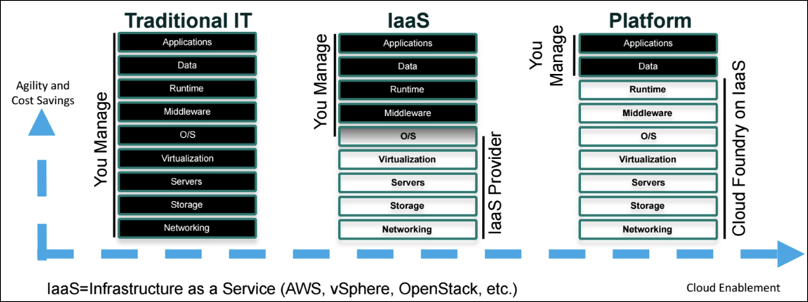 Traditional IT
IaaS
Platform
Agility and
Cost Savings
You Manage
Applications
Data
Runtime
Middleware
O/S
Virtualization
Servers
Storage
Networking
You Manage
Applications
Data
Runtime
Middleware
O/S
Virtualization
Servers
Storage
Networking
IaaS Provider
You
Manage
Applications
Data
Runtime
Middleware
O/S
Virtualization
Servers
Storage
Networking
Cloud Foundry on IaaS
IaaS=Infrastructure as a Service (AWS, vSphere, OpenStack, etc.)
Cloud Enablement